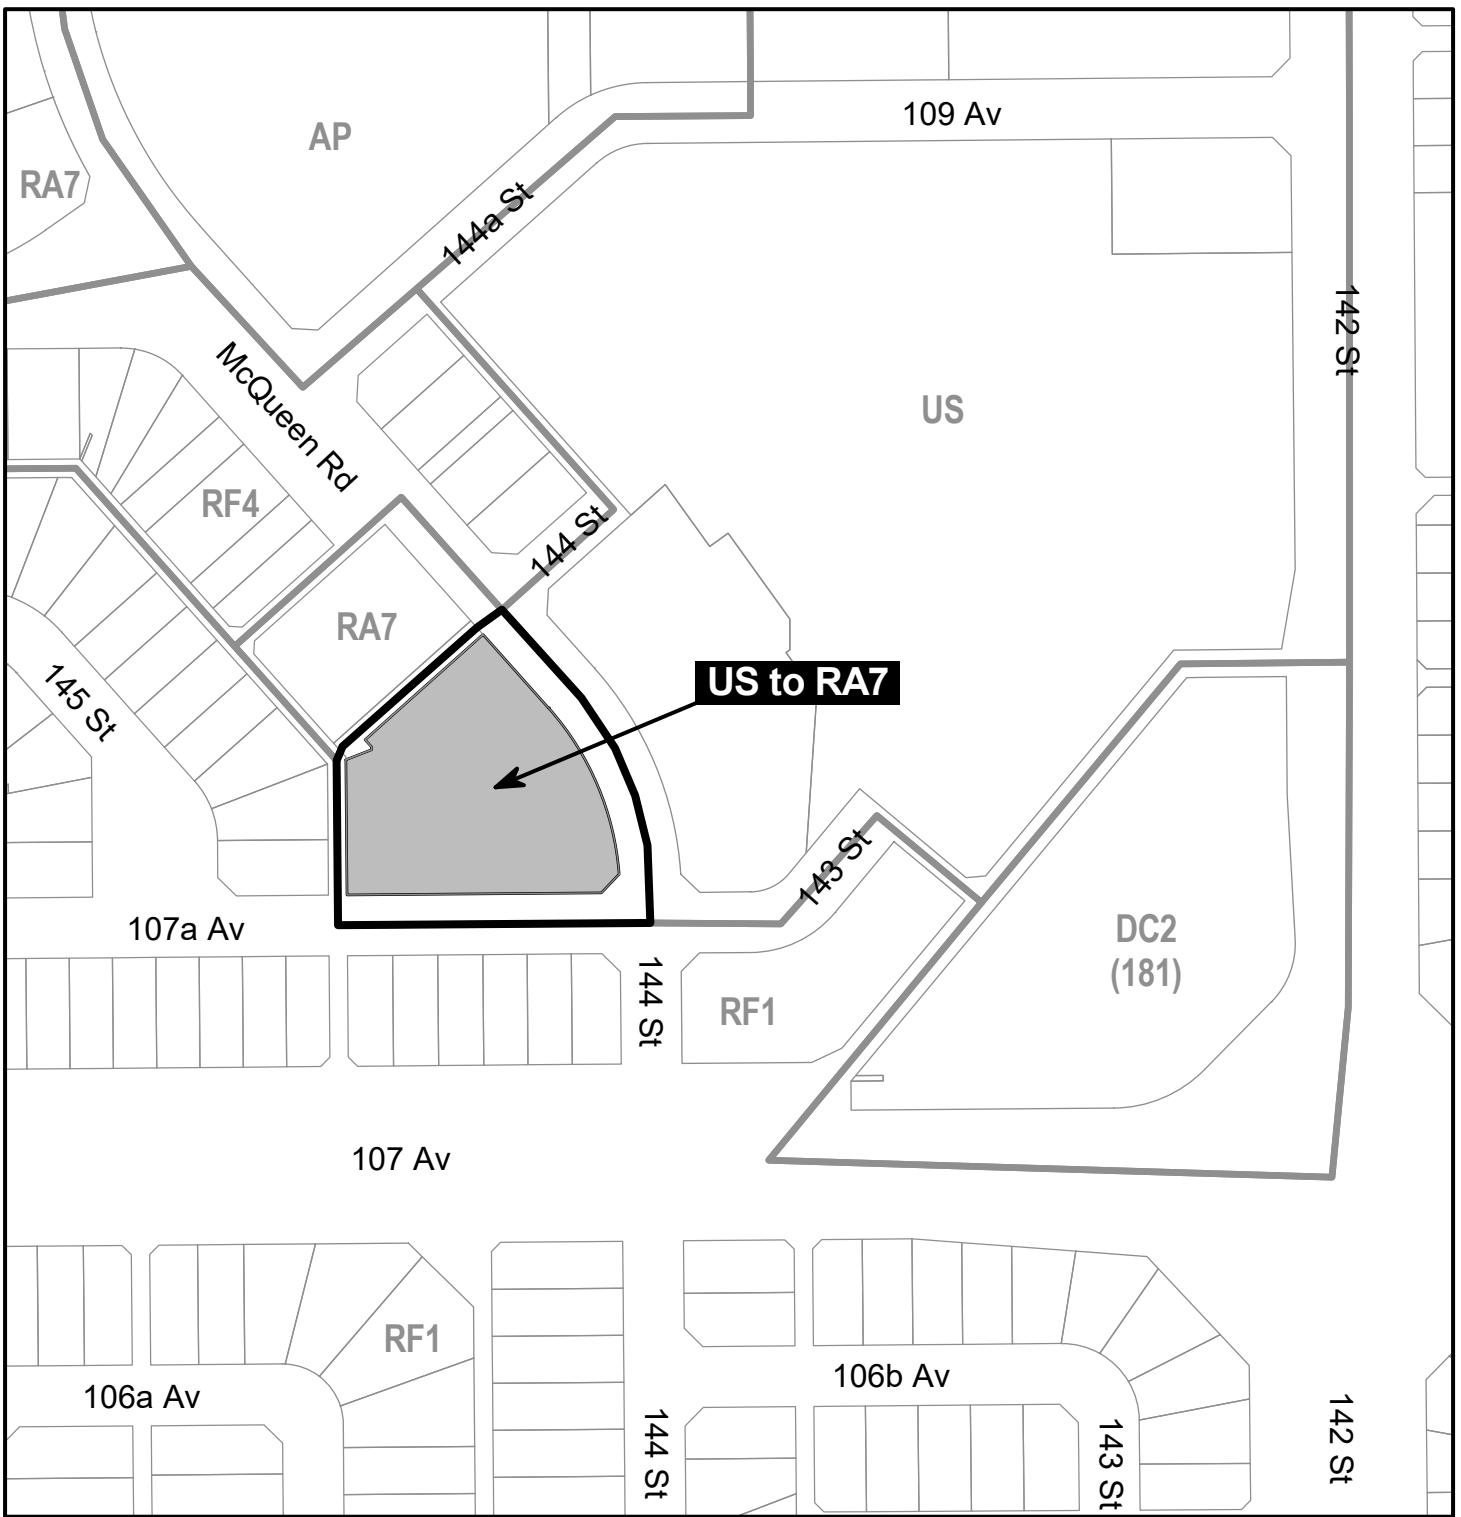 109 Av
AP
RA7
144a St
142 St
McQueen Rd
US
RF4
144 St
RA7
US to RA7
145 St
143 St
107a Av
DC2
(181)
144 St
RF1
107 Av
RF1
106a Av
106b Av
144 St
143 St
142 St